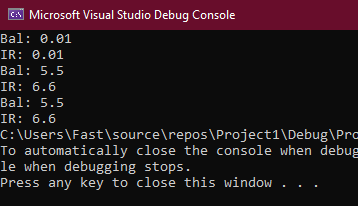 Microsoft Visual Studio Debug Console
Bal: 0.01
IR: 0.01
Bal: 5.5
IR: 6.6
Bal: 5.5
IR: 6.6
C:\Users\Fast\source\repos\Project1\Debug\Pro
To automatically close the console when debug
le when debugging stops.
Press any key to close this window . . .